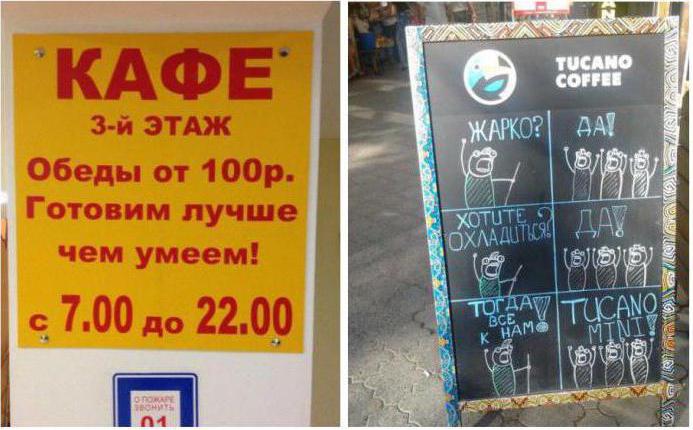 КАФЕ
3-й ЭТАЖ
Обеды от 100р.
Готовим лучше
чем умеем!
с 7.00 до 22.00
О ПОЖАРЕ
ЗВОНИТЬ
01
TUCANO
COFFEE
ЖАРКО?
ДА!
ХОТИТЕ
ОХЛАДИТЬСЯ?
ДА!
ТОГДА
ВСЕ
К НАМ!
TUCANO
MINI!